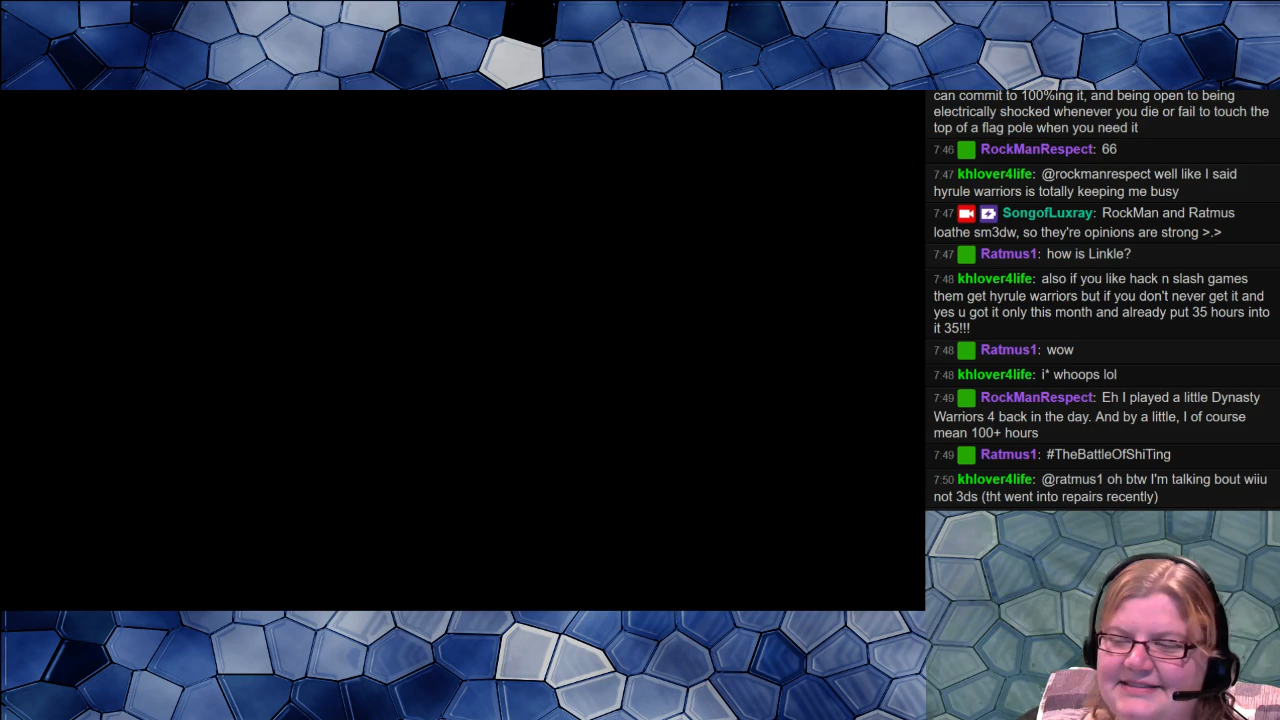 can commit to 100%ing it, and being open to being
electrically shocked whenever you die or fail to touch the
top of a flag pole when you need it
7:46 RockManRespect: 66
7:47 khlover4life: @rockmanrespect well like I said
hyrule warriors is totally keeping me busy
7:47 SongofLuxray: RockMan and Ratmus
loathe sm3dw, so they're opinions are strong >.>
7:47 Ratmus1: how is Linkle?
7:48 khlover4life: also if you like hack n slash games
them get hyrule warriors but if you don't never get it and
yes u got it only this month and already put 35 hours into
it 35!!!
7:48 Ratmus1: wow
7:48 khlover4life: i* whoops lol
7:49 RockManRespect: Eh I played a little Dynasty
Warriors 4 back in the day. And by a little, I of course
mean 100+ hours
7:49 Ratmus1: #TheBattleOfShiTing
7:50 khlover4life: @ratmus1 oh btw I'm talking bout wiiu
not 3ds (tht went into repairs recently)